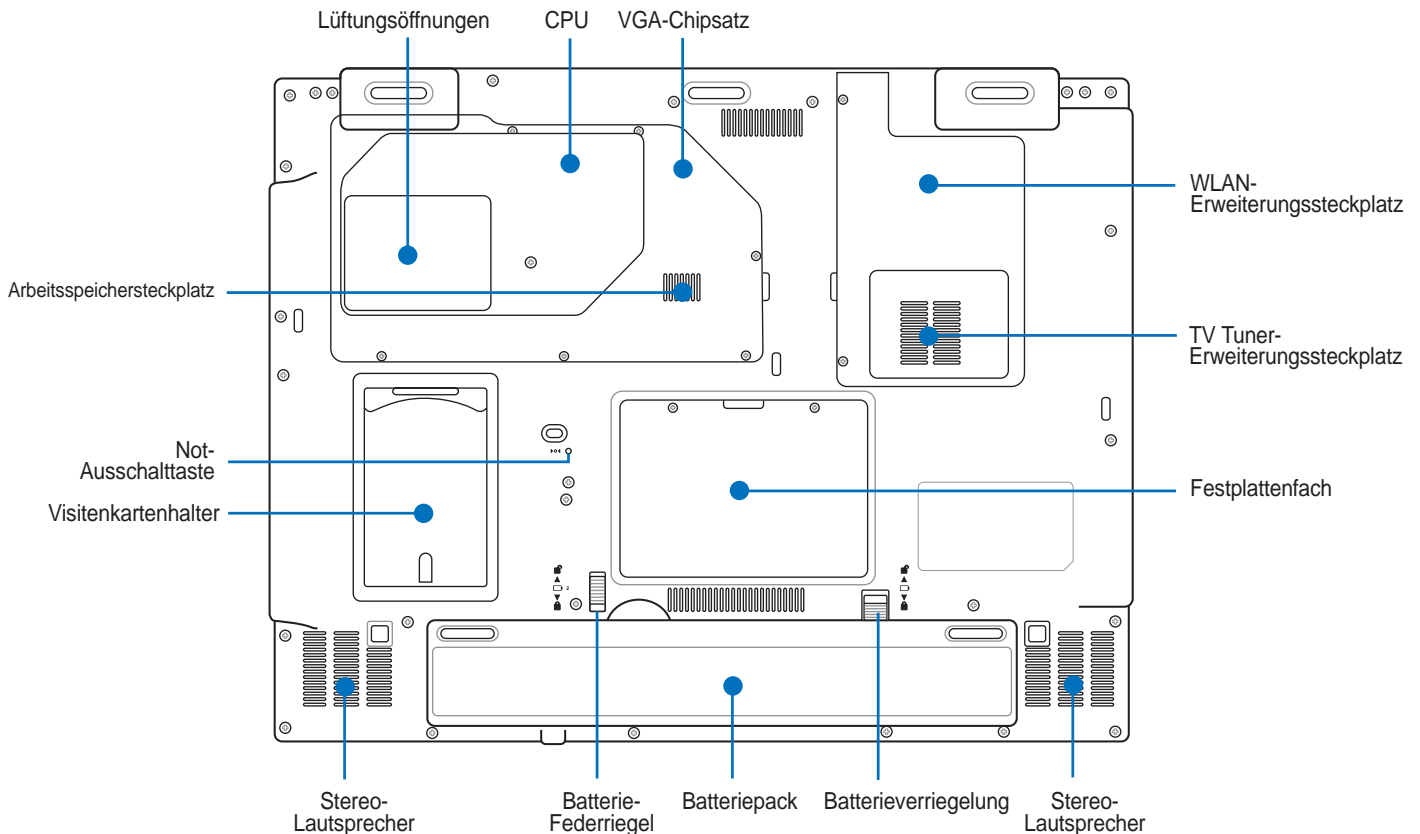 Lüftungsöffnungen
CPU
VGA-Chipsatz
WLAN-
Erweiterungssteckplatz
Arbeitsspeichersteckplatz
TV Tuner-
Erweiterungssteckplatz
Not-
Ausschalttaste
Visitenkartenhalter
Festplattenfach
2
Stereo-
Lautsprecher
Batterie-
Federriegel
Batteriepack
Batterieverriegelung
Stereo-
Lautsprecher